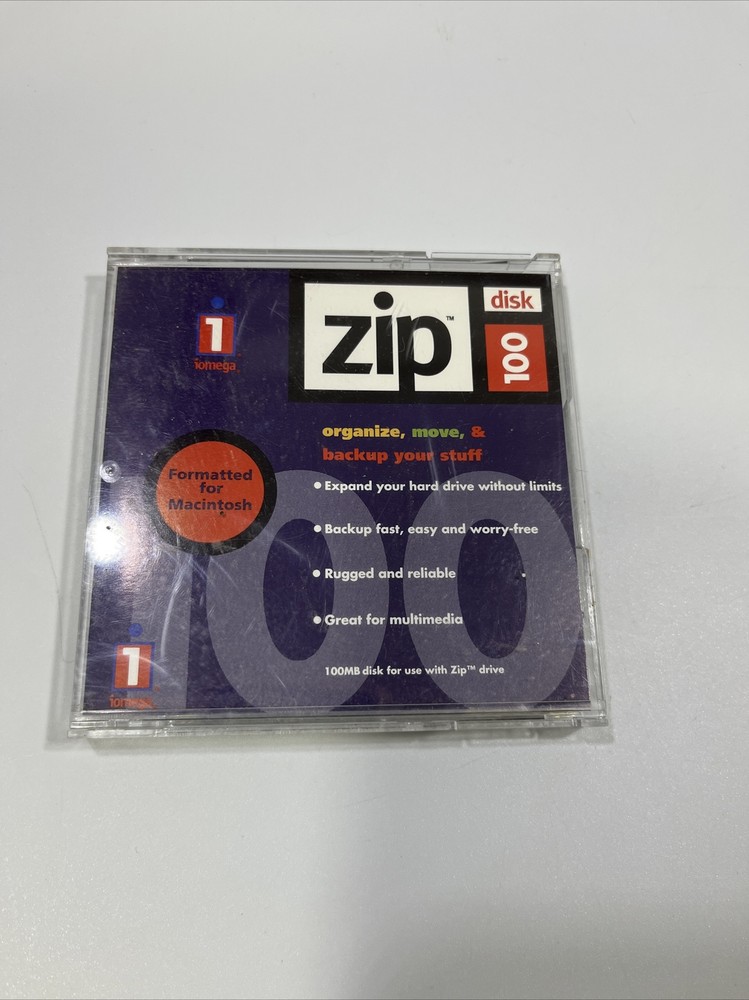 1
iomega
zip™
disk
100
organize, move, &
backup your stuff
Formatted
for
Macintosh
• Expand your hard drive without limits
• Backup fast, easy and worry-free
• Rugged and reliable
• Great for multimedia
100MB disk for use with Zip™ drive
100
1
iomega